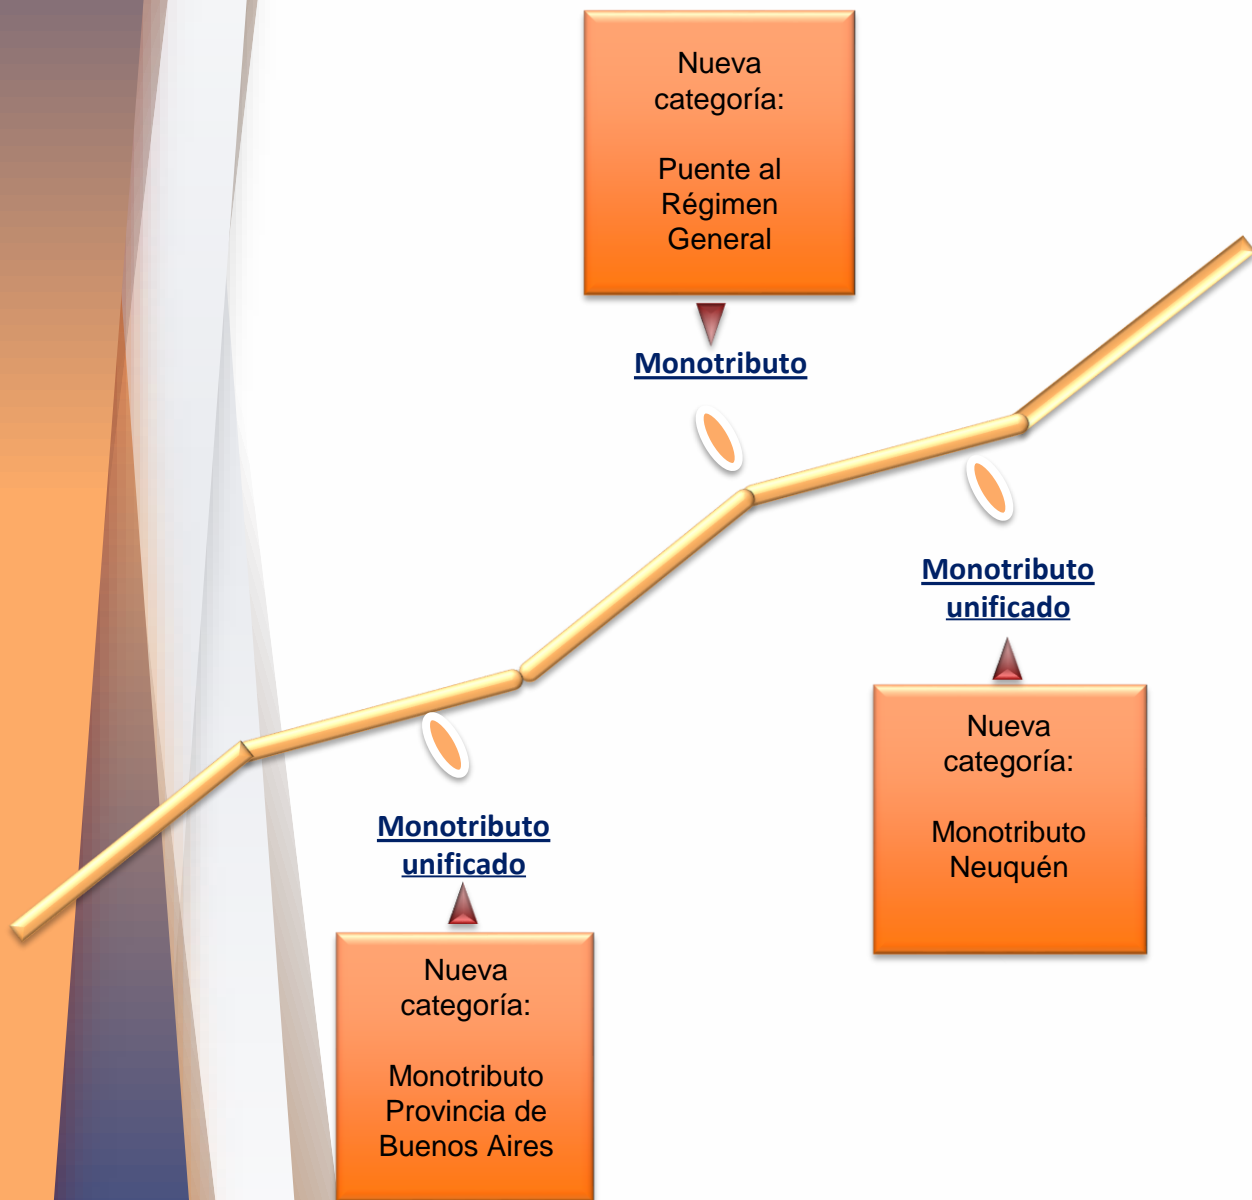 Nueva
categoría:
Puente al
Régimen
General
Monotributo
Monotributo
unificado
Nueva
categoría:
Monotributo
Neuquén
Monotributo
unificado
Nueva
categoría:
Monotributo
Provincia de
Buenos Aires